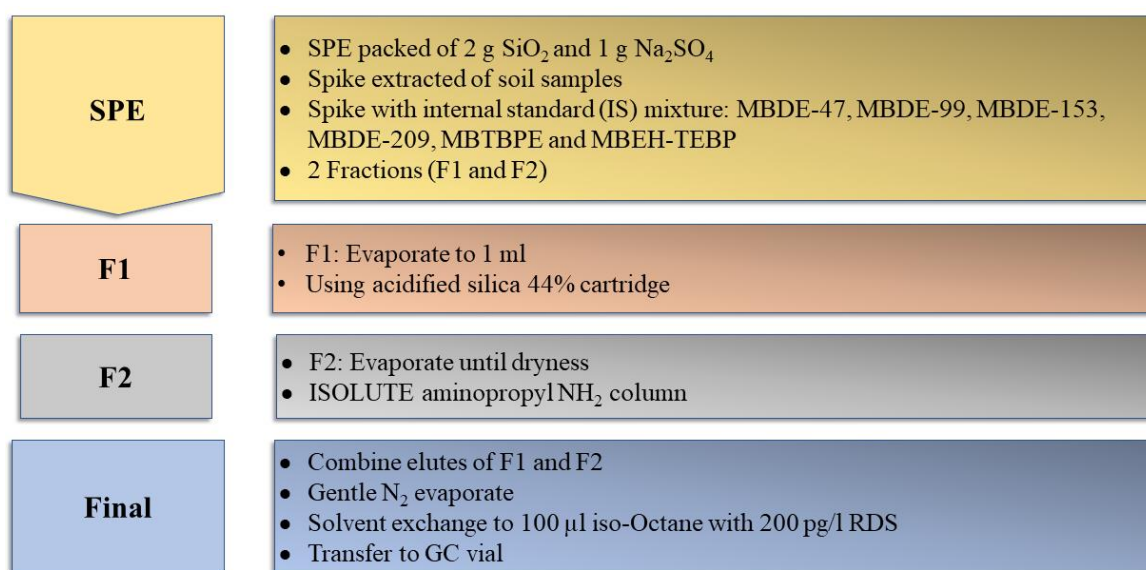 SPE
● SPE packed of 2 g SiO₂ and 1 g Na₂SO₄
● Spike extracted of soil samples
● Spike with internal standard (IS) mixture: MBDE-47, MBDE-99, MBDE-153,
MBDE-209, MBTBPE and MBEH-TEBP
● 2 Fractions (F1 and F2)
F1
• F1: Evaporate to 1 ml
• Using acidified silica 44% cartridge
F2
● F2: Evaporate until dryness
● ISOLUTE aminopropyl NH₂ column
Final
● Combine elutes of F1 and F2
● Gentle N₂ evaporate
● Solvent exchange to 100 µl iso-Octane with 200 pg/l RDS
● Transfer to GC vial